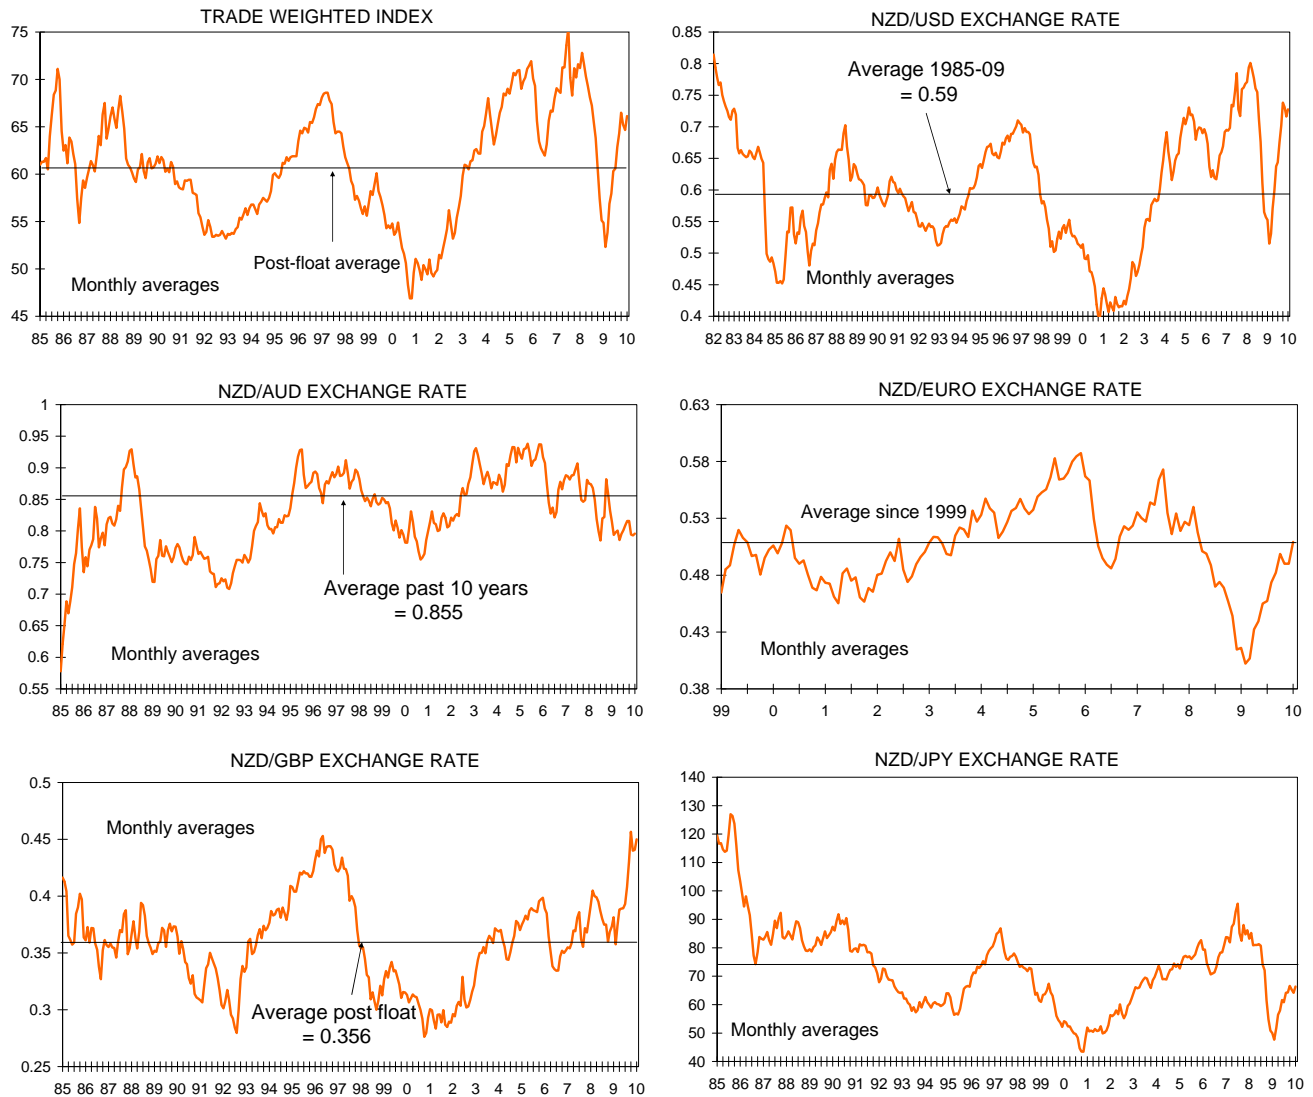 TRADE WEIGHTED INDEX
75
70
65
60
55
50
45
Post-float average
Monthly averages
85 86 87 88 89 90 91 92 93 94 95 96 97 98 99 0 1 2 3 4 5 6 7 8 9 10
NZD/USD EXCHANGE RATE
0.85
0.8
0.75
0.7
0.65
0.6
0.55
0.5
0.45
0.4
Average 1985-09
= 0.59
Monthly averages
82 83 84 85 86 87 88 89 90 91 92 93 94 95 96 97 98 99 0 1 2 3 4 5 6 7 8 9 10
NZD/AUD EXCHANGE RATE
1
0.95
0.9
0.85
0.8
0.75
0.7
0.65
0.6
0.55
Average past 10 years
= 0.855
Monthly averages
85 86 87 88 89 90 91 92 93 94 95 96 97 98 99 0 1 2 3 4 5 6 7 8 9 10
NZD/EURO EXCHANGE RATE
0.63
0.58
0.53
0.48
0.43
0.38
Average since 1999
Monthly averages
99 0 1 2 3 4 5 6 7 8 9 10
NZD/GBP EXCHANGE RATE
0.5
0.45
0.4
0.35
0.3
0.25
Monthly averages
Average post float
= 0.356
85 86 87 88 89 90 91 92 93 94 95 96 97 98 99 0 1 2 3 4 5 6 7 8 9 10
NZD/JPY EXCHANGE RATE
140
130
120
110
100
90
80
70
60
50
40
Monthly averages
85 86 87 88 89 90 91 92 93 94 95 96 97 98 99 0 1 2 3 4 5 6 7 8 9 10